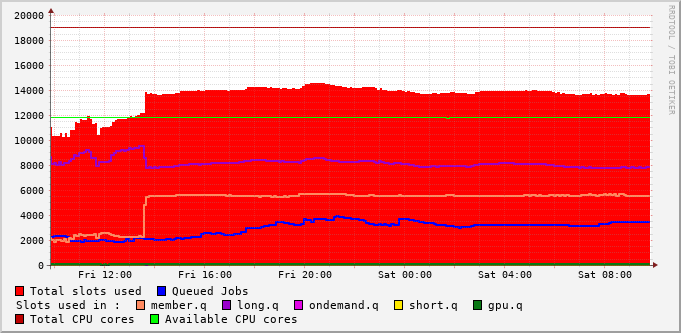 20000
18000
16000
14000
12000
10000
8000
6000
4000
2000
0
Fri 12:00 Fri 16:00 Fri 20:00 Sat 00:00 Sat 04:00 Sat 08:00
Total slots used Queued Jobs
Slots used in : member.q long.q ondemand.q short.q gpu.q
Total CPU cores Available CPU cores
RRDTOOL / TOBI OETIKER